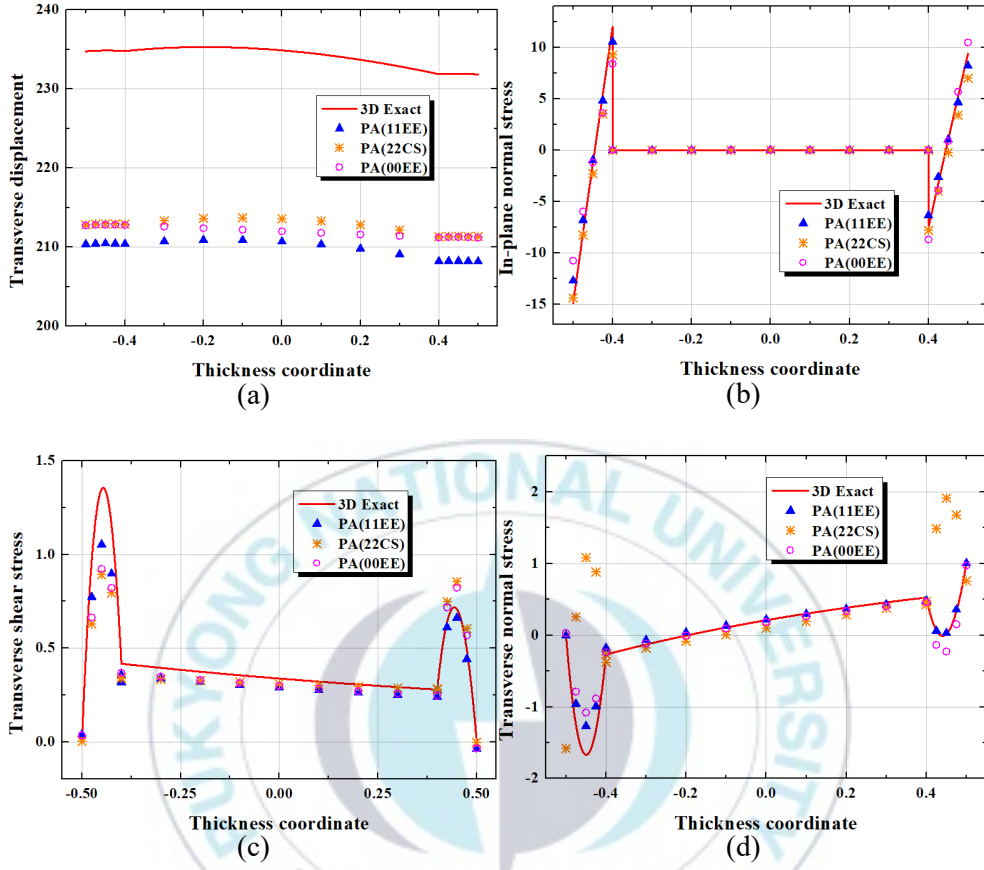 240
230
220
210
200
-0.4
-0.2
0.0
0.2
0.4
Transverse displacement
Thickness coordinate
3D Exact
PA(11EE)
PA(22CS)
PA(00EE)
(a)
10
5
0
-5
-10
-15
-0.4
-0.2
0.0
0.2
0.4
In-plane normal stress
Thickness coordinate
3D Exact
PA(11EE)
PA(22CS)
PA(00EE)
(b)
1.5
1.0
0.5
0.0
-0.50
-0.25
0.00
0.25
0.50
Transverse shear stress
Thickness coordinate
3D Exact
PA(11EE)
PA(22CS)
PA(00EE)
(c)
2
1
0
-1
-2
-0.4
-0.2
0.0
0.2
0.4
Transverse normal stress
Thickness coordinate
3D Exact
PA(11EE)
PA(22CS)
PA(00EE)
(d)
PUKYONG NATIONAL UNIVERSITY